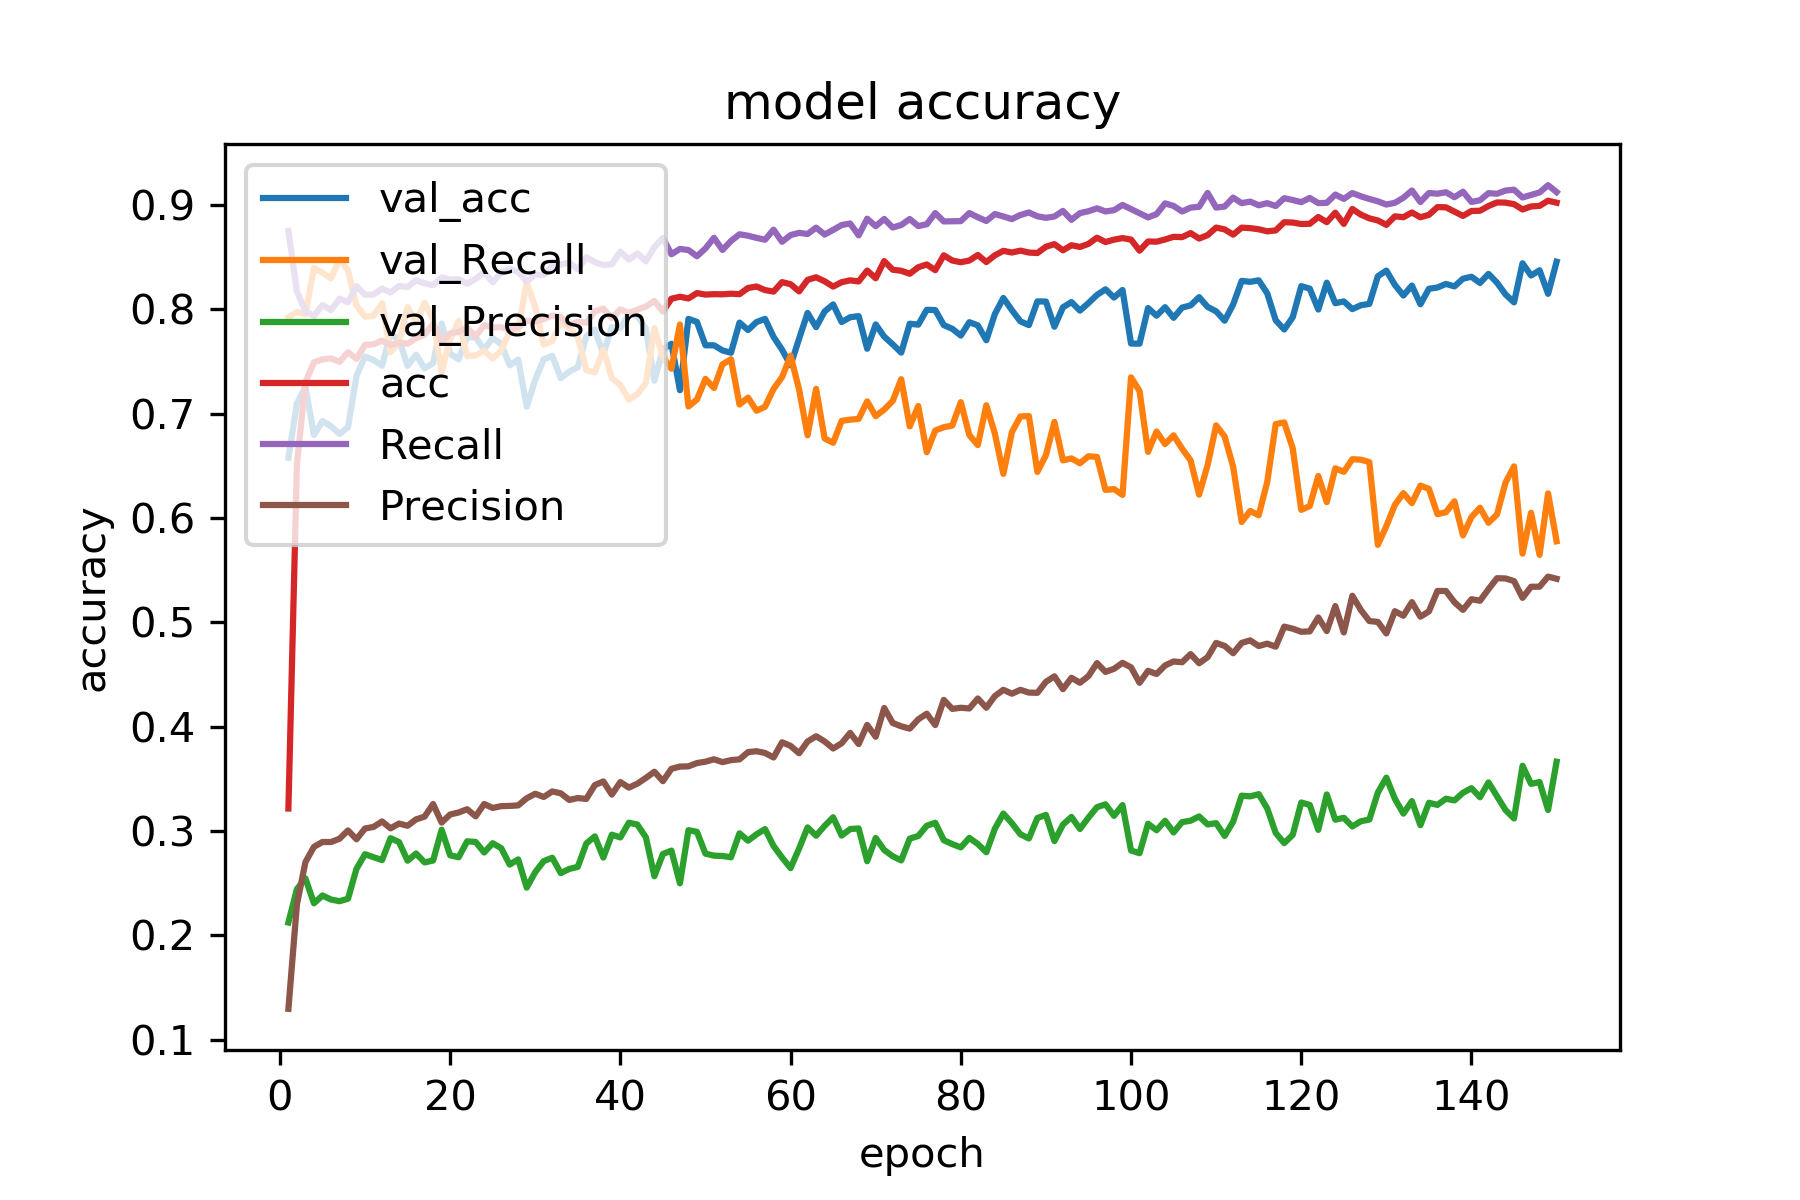 model accuracy
val_acc
val_Recall
val_Precision
acc
Recall
Precision
accuracy
0.9
0.8
0.7
0.6
0.5
0.4
0.3
0.2
0.1
0 20 40 60 80 100 120 140
epoch